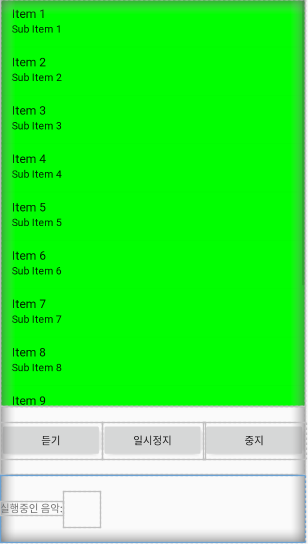 Item 1
Sub Item 1
Item 2
Sub Item 2
Item 3
Sub Item 3
Item 4
Sub Item 4
Item 5
Sub Item 5
Item 6
Sub Item 6
Item 7
Sub Item 7
Item 8
Sub Item 8
Item 9
듣기 일시정지 중지
실행중인 음악: